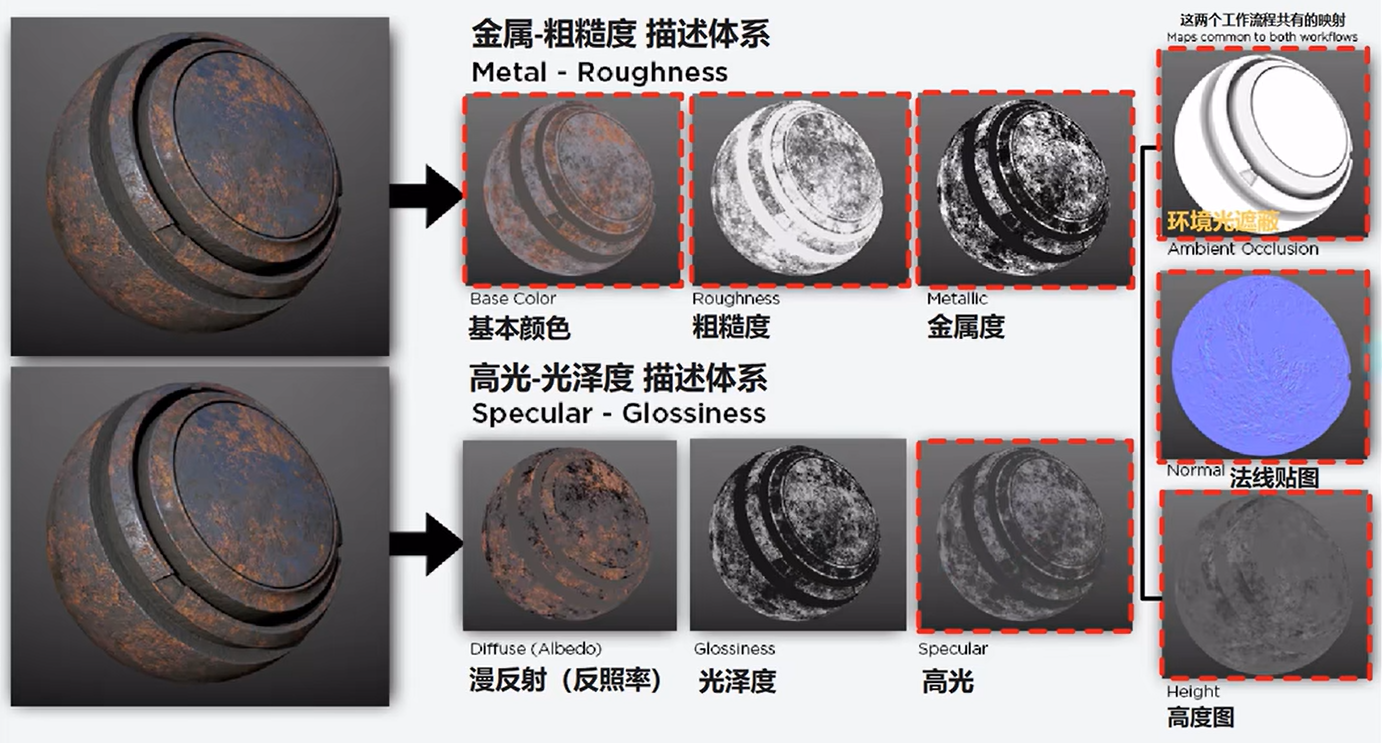 金属-粗糙度 描述体系
Metal - Roughness
Base Color
基本颜色
Roughness
粗糙度
Metallic
金属度
高光-光泽度 描述体系
Specular - Glossiness
Diffuse (Albedo)
漫反射（反照率）
Glossiness
光泽度
Specular
高光
这两个工作流程共有的映射
Maps common to both workflows
环境光遮蔽
Ambient Occlusion
Normal 法线贴图
Height
高度图